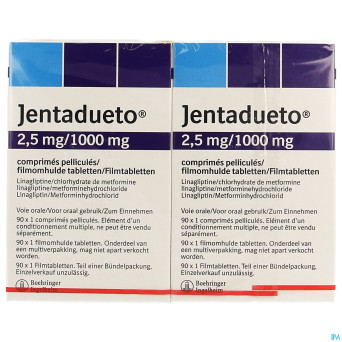 Jentadueto®
2,5 mg/1000 mg
comprimés pelliculés/
filmomhulde tabletten/Filmtabletten
Linagliptine/chlorhydrate de metformine
linagliptine/metforminehydrochloride
Linagliptin/Metforminhydrochlorid
Voie orale/Voor oraal gebruik/Zum Einnehmen
90 x 1 comprimés pelliculés. Elément d'un
conditionnement multiple, ne peut être vendu
séparément.
90 x 1 filmomhulde tabletten. Onderdeel van
een multiverpakking, mag niet apart verkocht
worden.
90 x 1 Filmtabletten. Teil einer Bündelpackung,
Einzelverkauf unzulässig.
Boehringer
Ingelheim
Jentadueto®
2,5 mg/1000 mg
comprimés pelliculés/
filmomhulde tabletten/Filmtabletten
Linagliptine/chlorhydrate de metformine
linagliptine/metforminehydrochloride
Linagliptin/Metforminhydrochlorid
Voie orale/Voor oraal gebruik/Zum Einnehmen
90 x 1 comprimés pelliculés. Elément d'un
conditionnement multiple, ne peut être vendu
séparément.
90 x 1 filmomhulde tabletten. Onderdeel van
een multiverpakking, mag niet apart verkocht
worden.
90 x 1 Filmtabletten. Teil einer Bündelpackung,
Einzelverkauf unzulässig.
Boehringer
Ingelheim